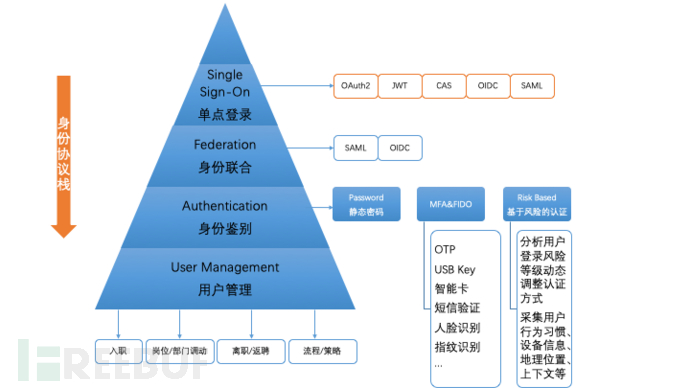 身份协议栈
Single
Sign-On
单点登录
OAuth2
JWT
CAS
OIDC
SAML
Federation
身份联合
SAML
OIDC
Authentication
身份鉴别
Password
静态密码
MFA&FIDO
Risk Based
基于风险的认证
OTP
USB Key
智能卡
短信验证
人脸识别
指纹识别
...
分析用户
登录风险
等级动态
调整认证
方式
采集用户
行为习惯、
设备信息、
地理位置、
上下文等
User Management
用户管理
入职
岗位/部门调动
离职/返聘
流程/策略
FREEBUF